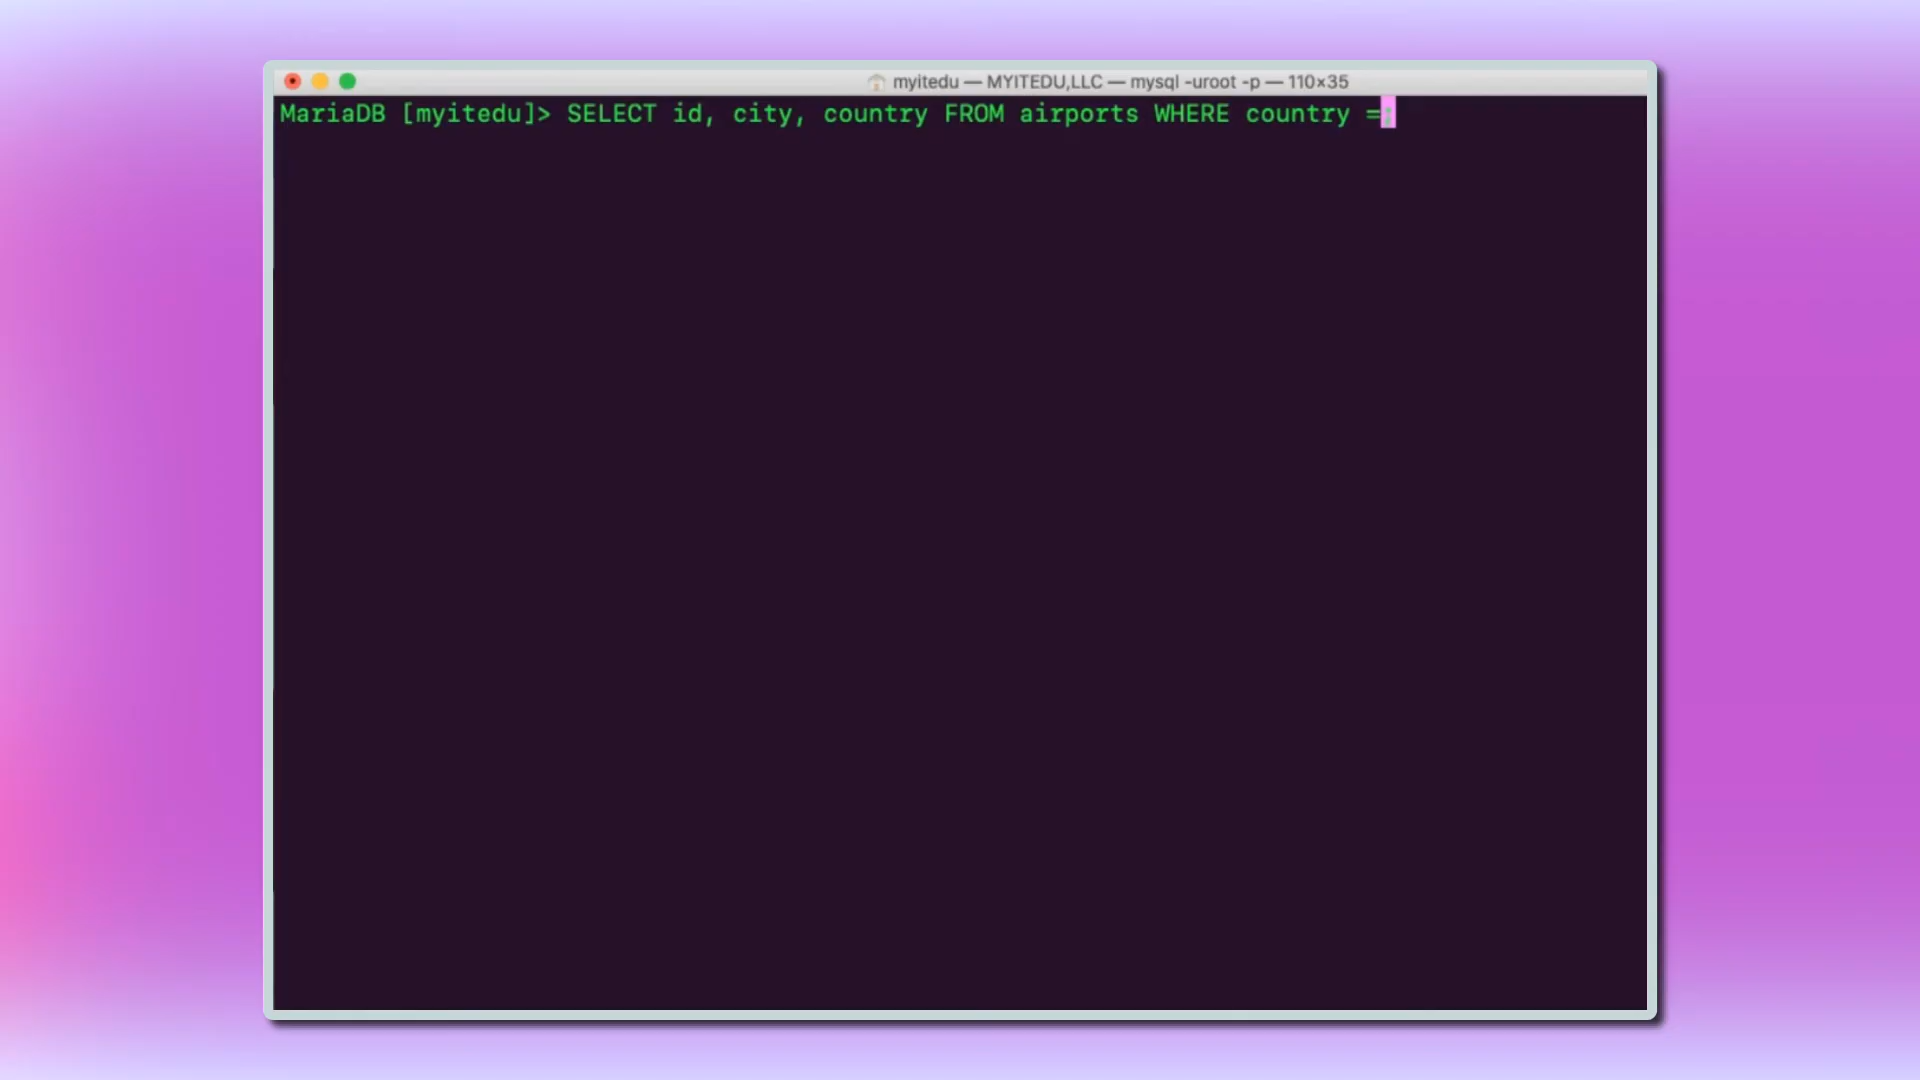 myitedu — MYITEDU,LLC — mysql -uroot -p — 110×35
MariaDB [myitedu]> SELECT id, city, country FROM airports WHERE country =;